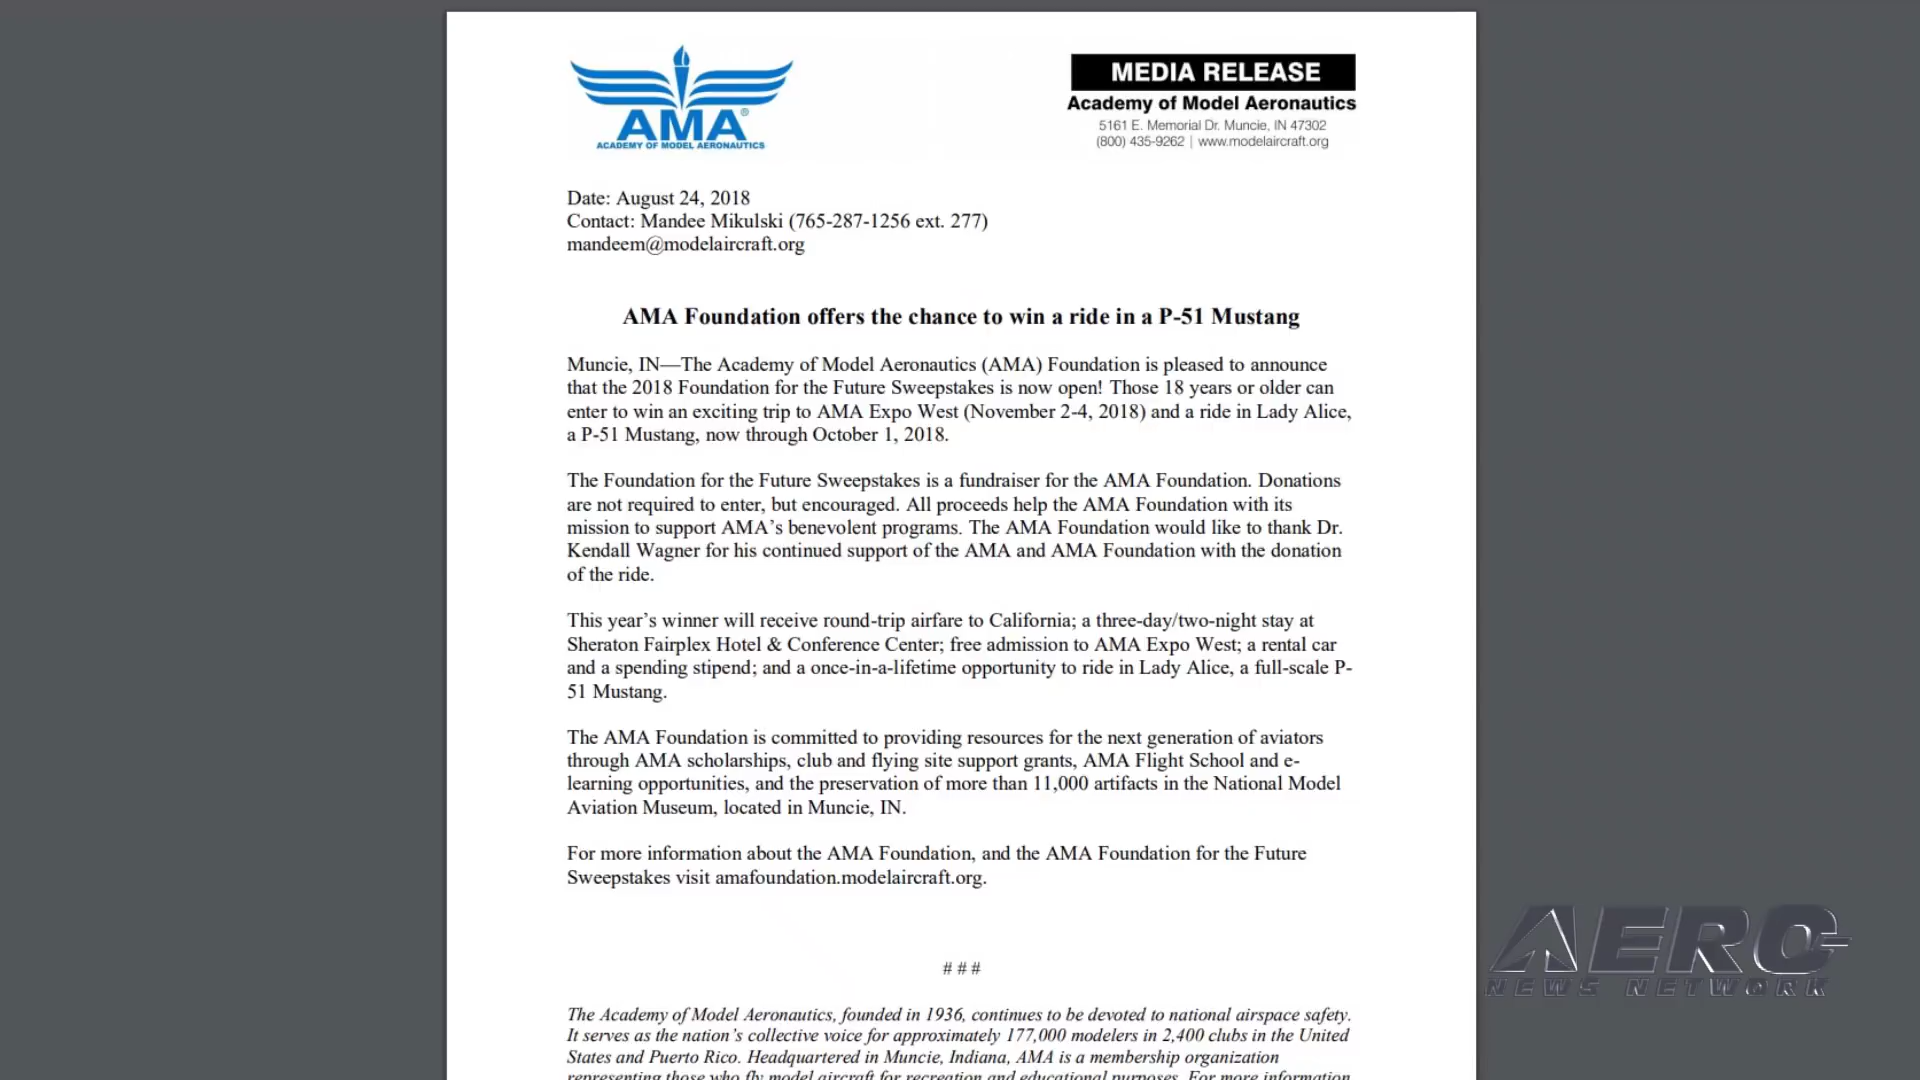 AMA®
ACADEMY OF MODEL AERONAUTICS
MEDIA RELEASE
Academy of Model Aeronautics
5161 E. Memorial Dr. Muncie, IN 47302
(800) 435-9262 | www.modelaircraft.org
Date: August 24, 2018
Contact: Mandee Mikulski (765-287-1256 ext. 277)
mandeem@modelaircraft.org
AMA Foundation offers the chance to win a ride in a P-51 Mustang
Muncie, IN—The Academy of Model Aeronautics (AMA) Foundation is pleased to announce
that the 2018 Foundation for the Future Sweepstakes is now open! Those 18 years or older can
enter to win an exciting trip to AMA Expo West (November 2-4, 2018) and a ride in Lady Alice,
a P-51 Mustang, now through October 1, 2018.
The Foundation for the Future Sweepstakes is a fundraiser for the AMA Foundation. Donations
are not required to enter, but encouraged. All proceeds help the AMA Foundation with its
mission to support AMA’s benevolent programs. The AMA Foundation would like to thank Dr.
Kendall Wagner for his continued support of the AMA and AMA Foundation with the donation
of the ride.
This year’s winner will receive round-trip airfare to California; a three-day/two-night stay at
Sheraton Fairplex Hotel & Conference Center; free admission to AMA Expo West; a rental car
and a spending stipend; and a once-in-a-lifetime opportunity to ride in Lady Alice, a full-scale P-
51 Mustang.
The AMA Foundation is committed to providing resources for the next generation of aviators
through AMA scholarships, club and flying site support grants, AMA Flight School and e-
learning opportunities, and the preservation of more than 11,000 artifacts in the National Model
Aviation Museum, located in Muncie, IN.
For more information about the AMA Foundation, and the AMA Foundation for the Future
Sweepstakes visit amafoundation.modelaircraft.org.
# # #
The Academy of Model Aeronautics, founded in 1936, continues to be devoted to national airspace safety.
It serves as the nation’s collective voice for approximately 177,000 modelers in 2,400 clubs in the United
States and Puerto Rico. Headquartered in Muncie, Indiana, AMA is a membership organization
representing those who fly model aircraft for recreation and educational purposes. For more information
AERO
NEWS NETWORK